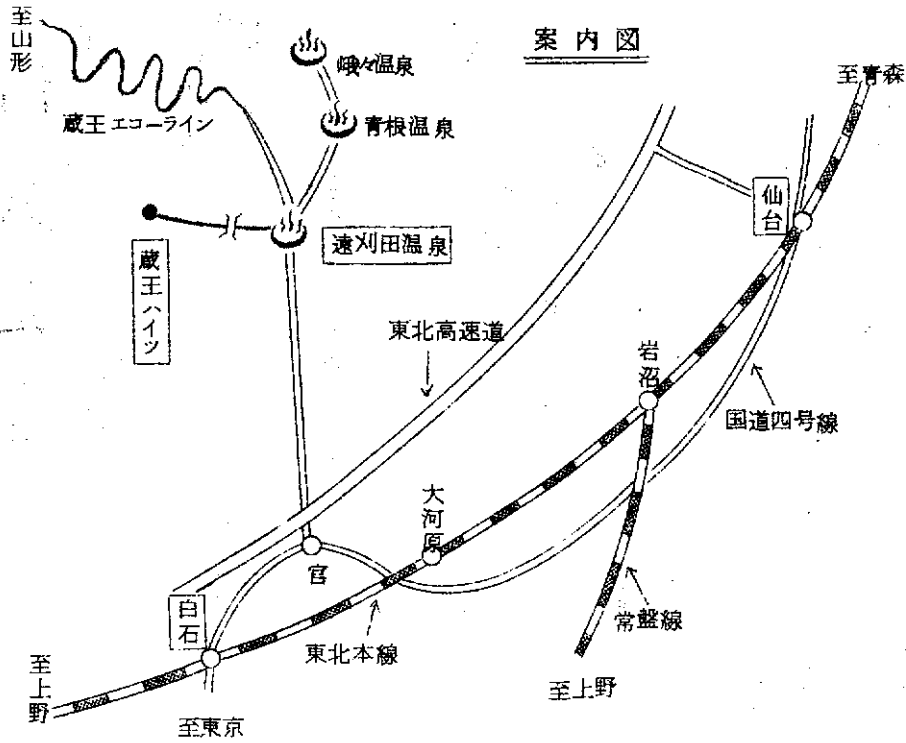 案内図
至山形
峨々温泉
青根温泉
蔵王エコーライン
至青森
仙台
遠刈田温泉
蔵王ハイツ
東北高速道
岩沼
国道四号線
大河原
宮
白石
東北本線
常盤線
至上野
至上野
至東京